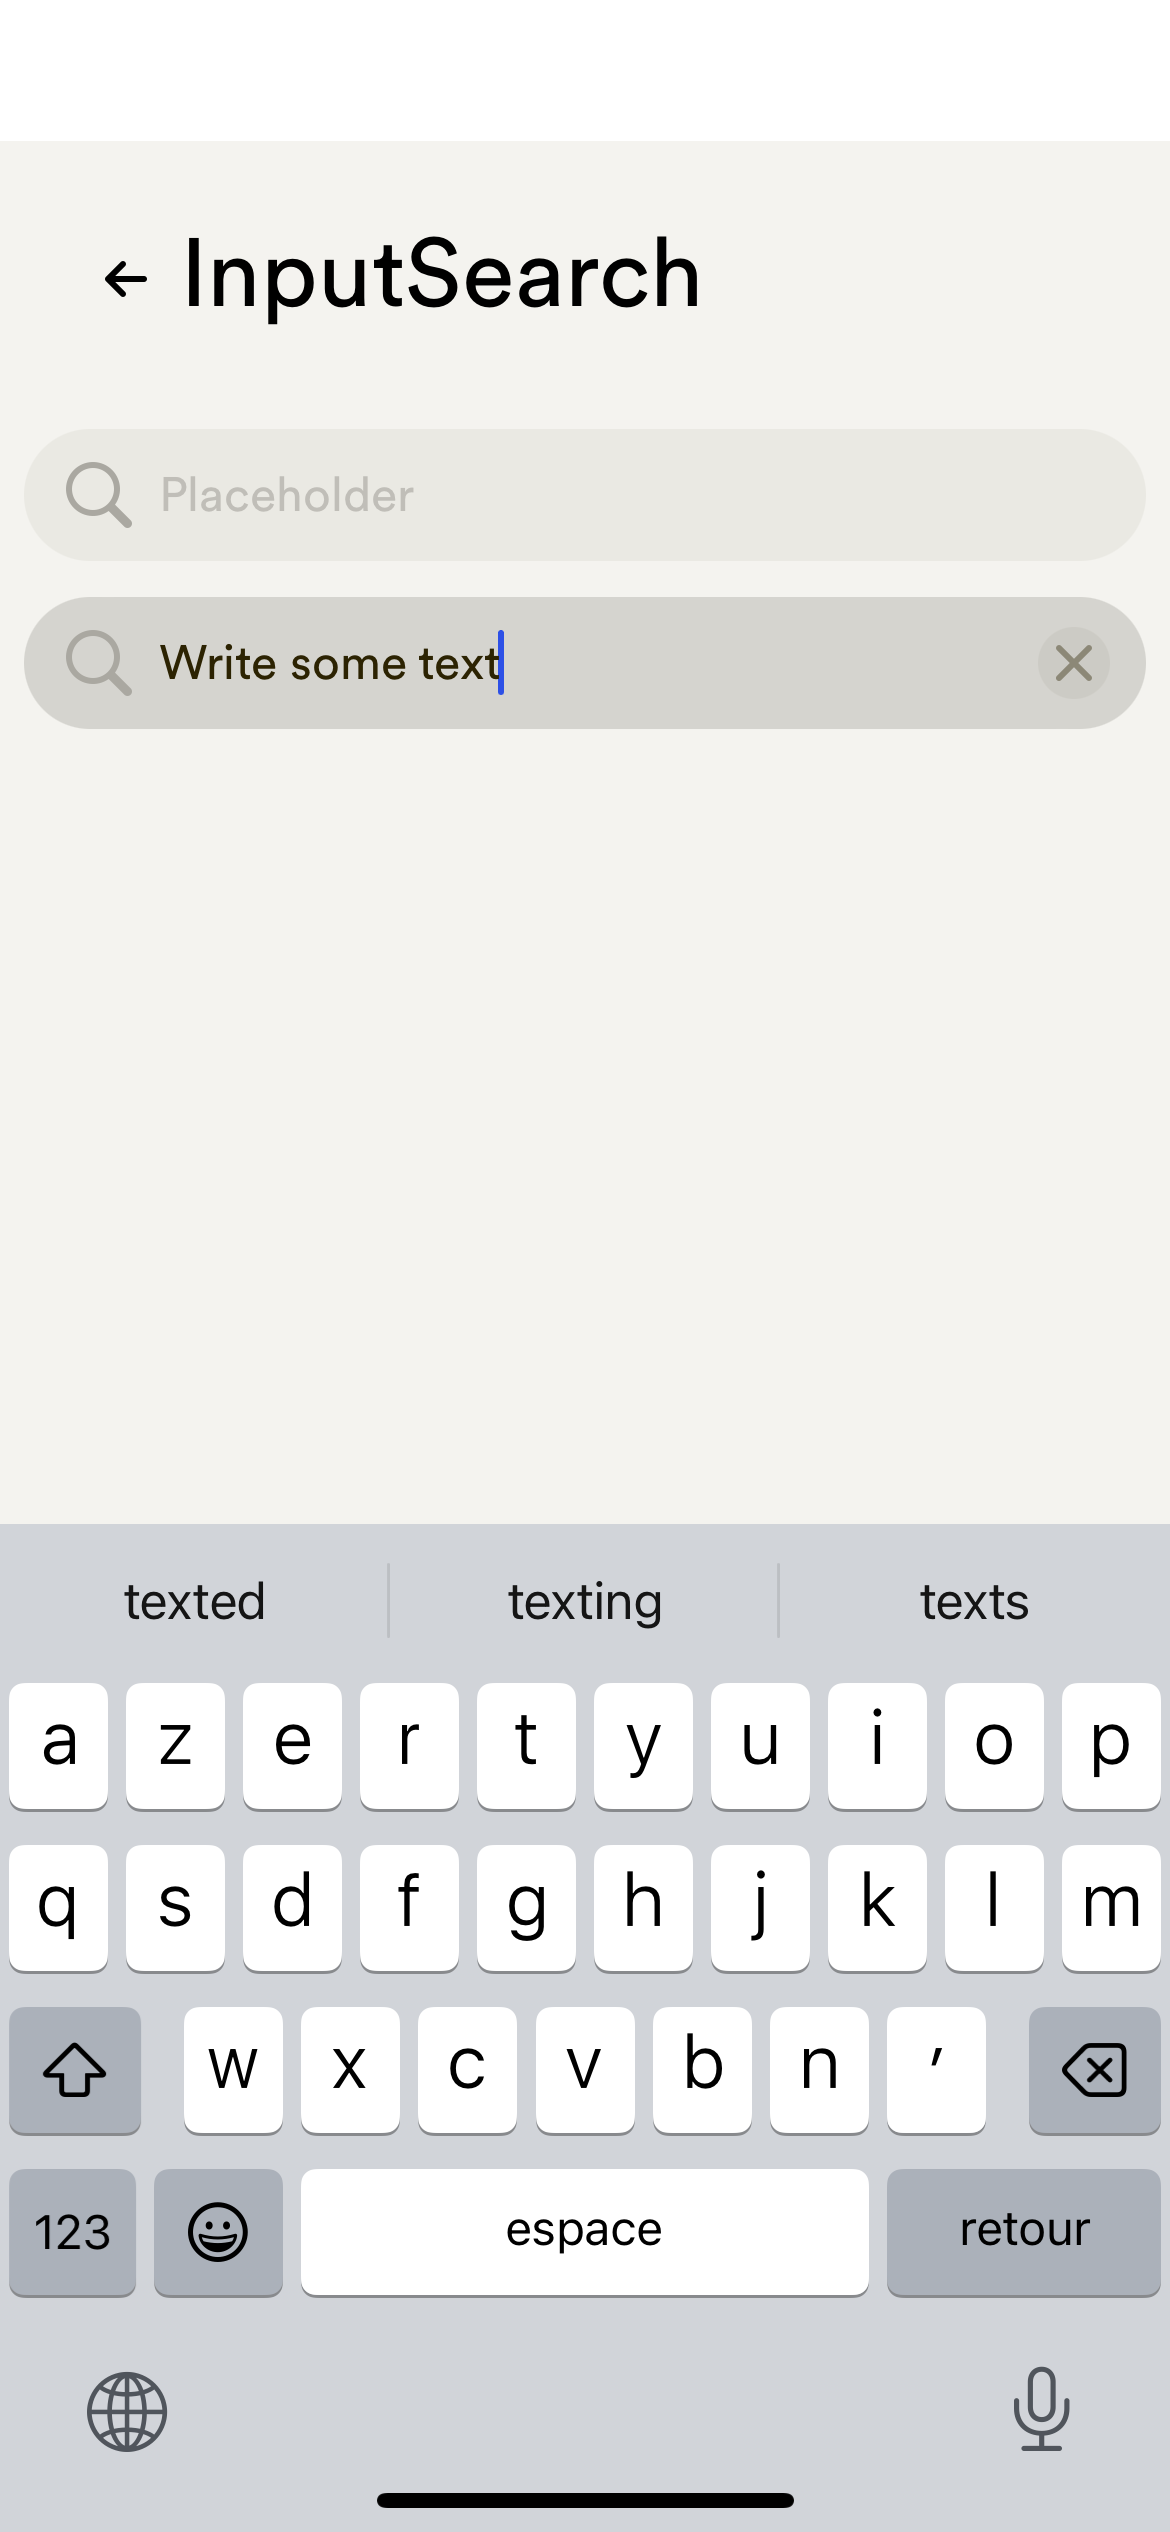 InputSearch
Placeholder
Write some text
texted texting texts
a z e r t y u i o p
q s d f g h j k l m
w x c v b n ′
123 espace retour